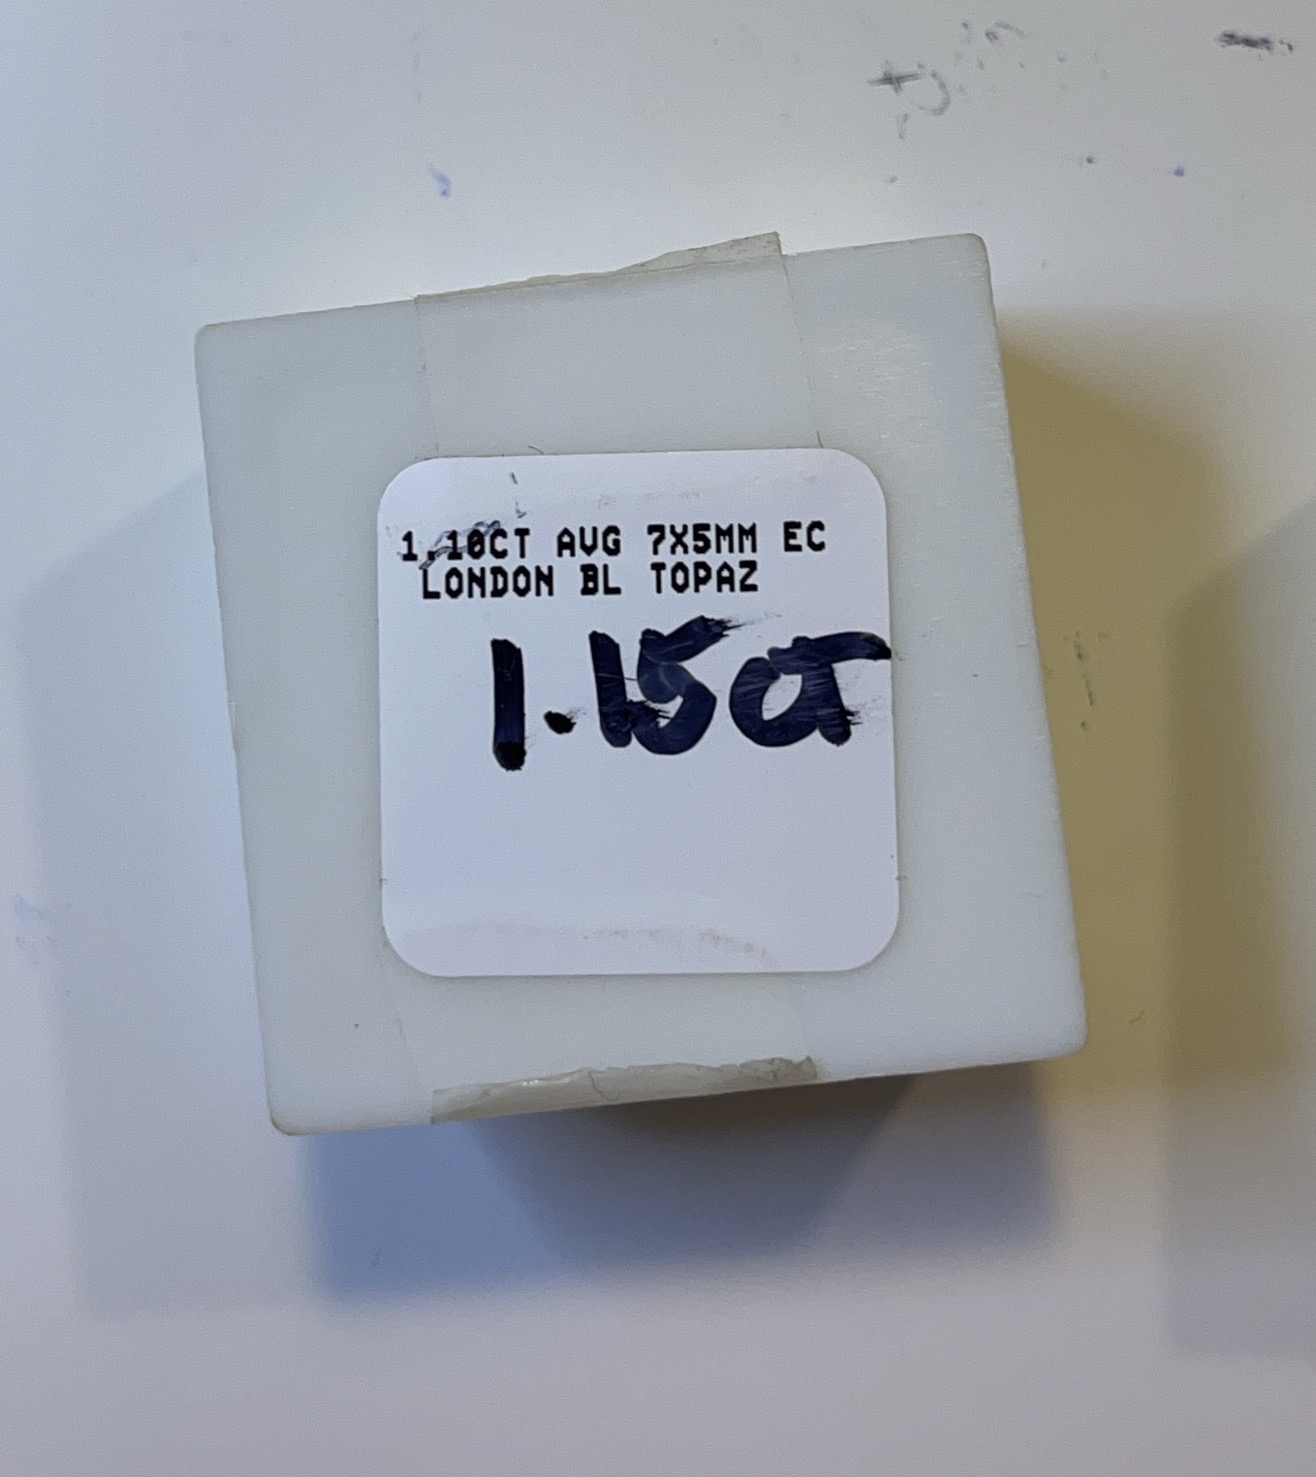 1.10CT AVG 7X5MM EC
LONDON BL TOPAZ
1.15CT